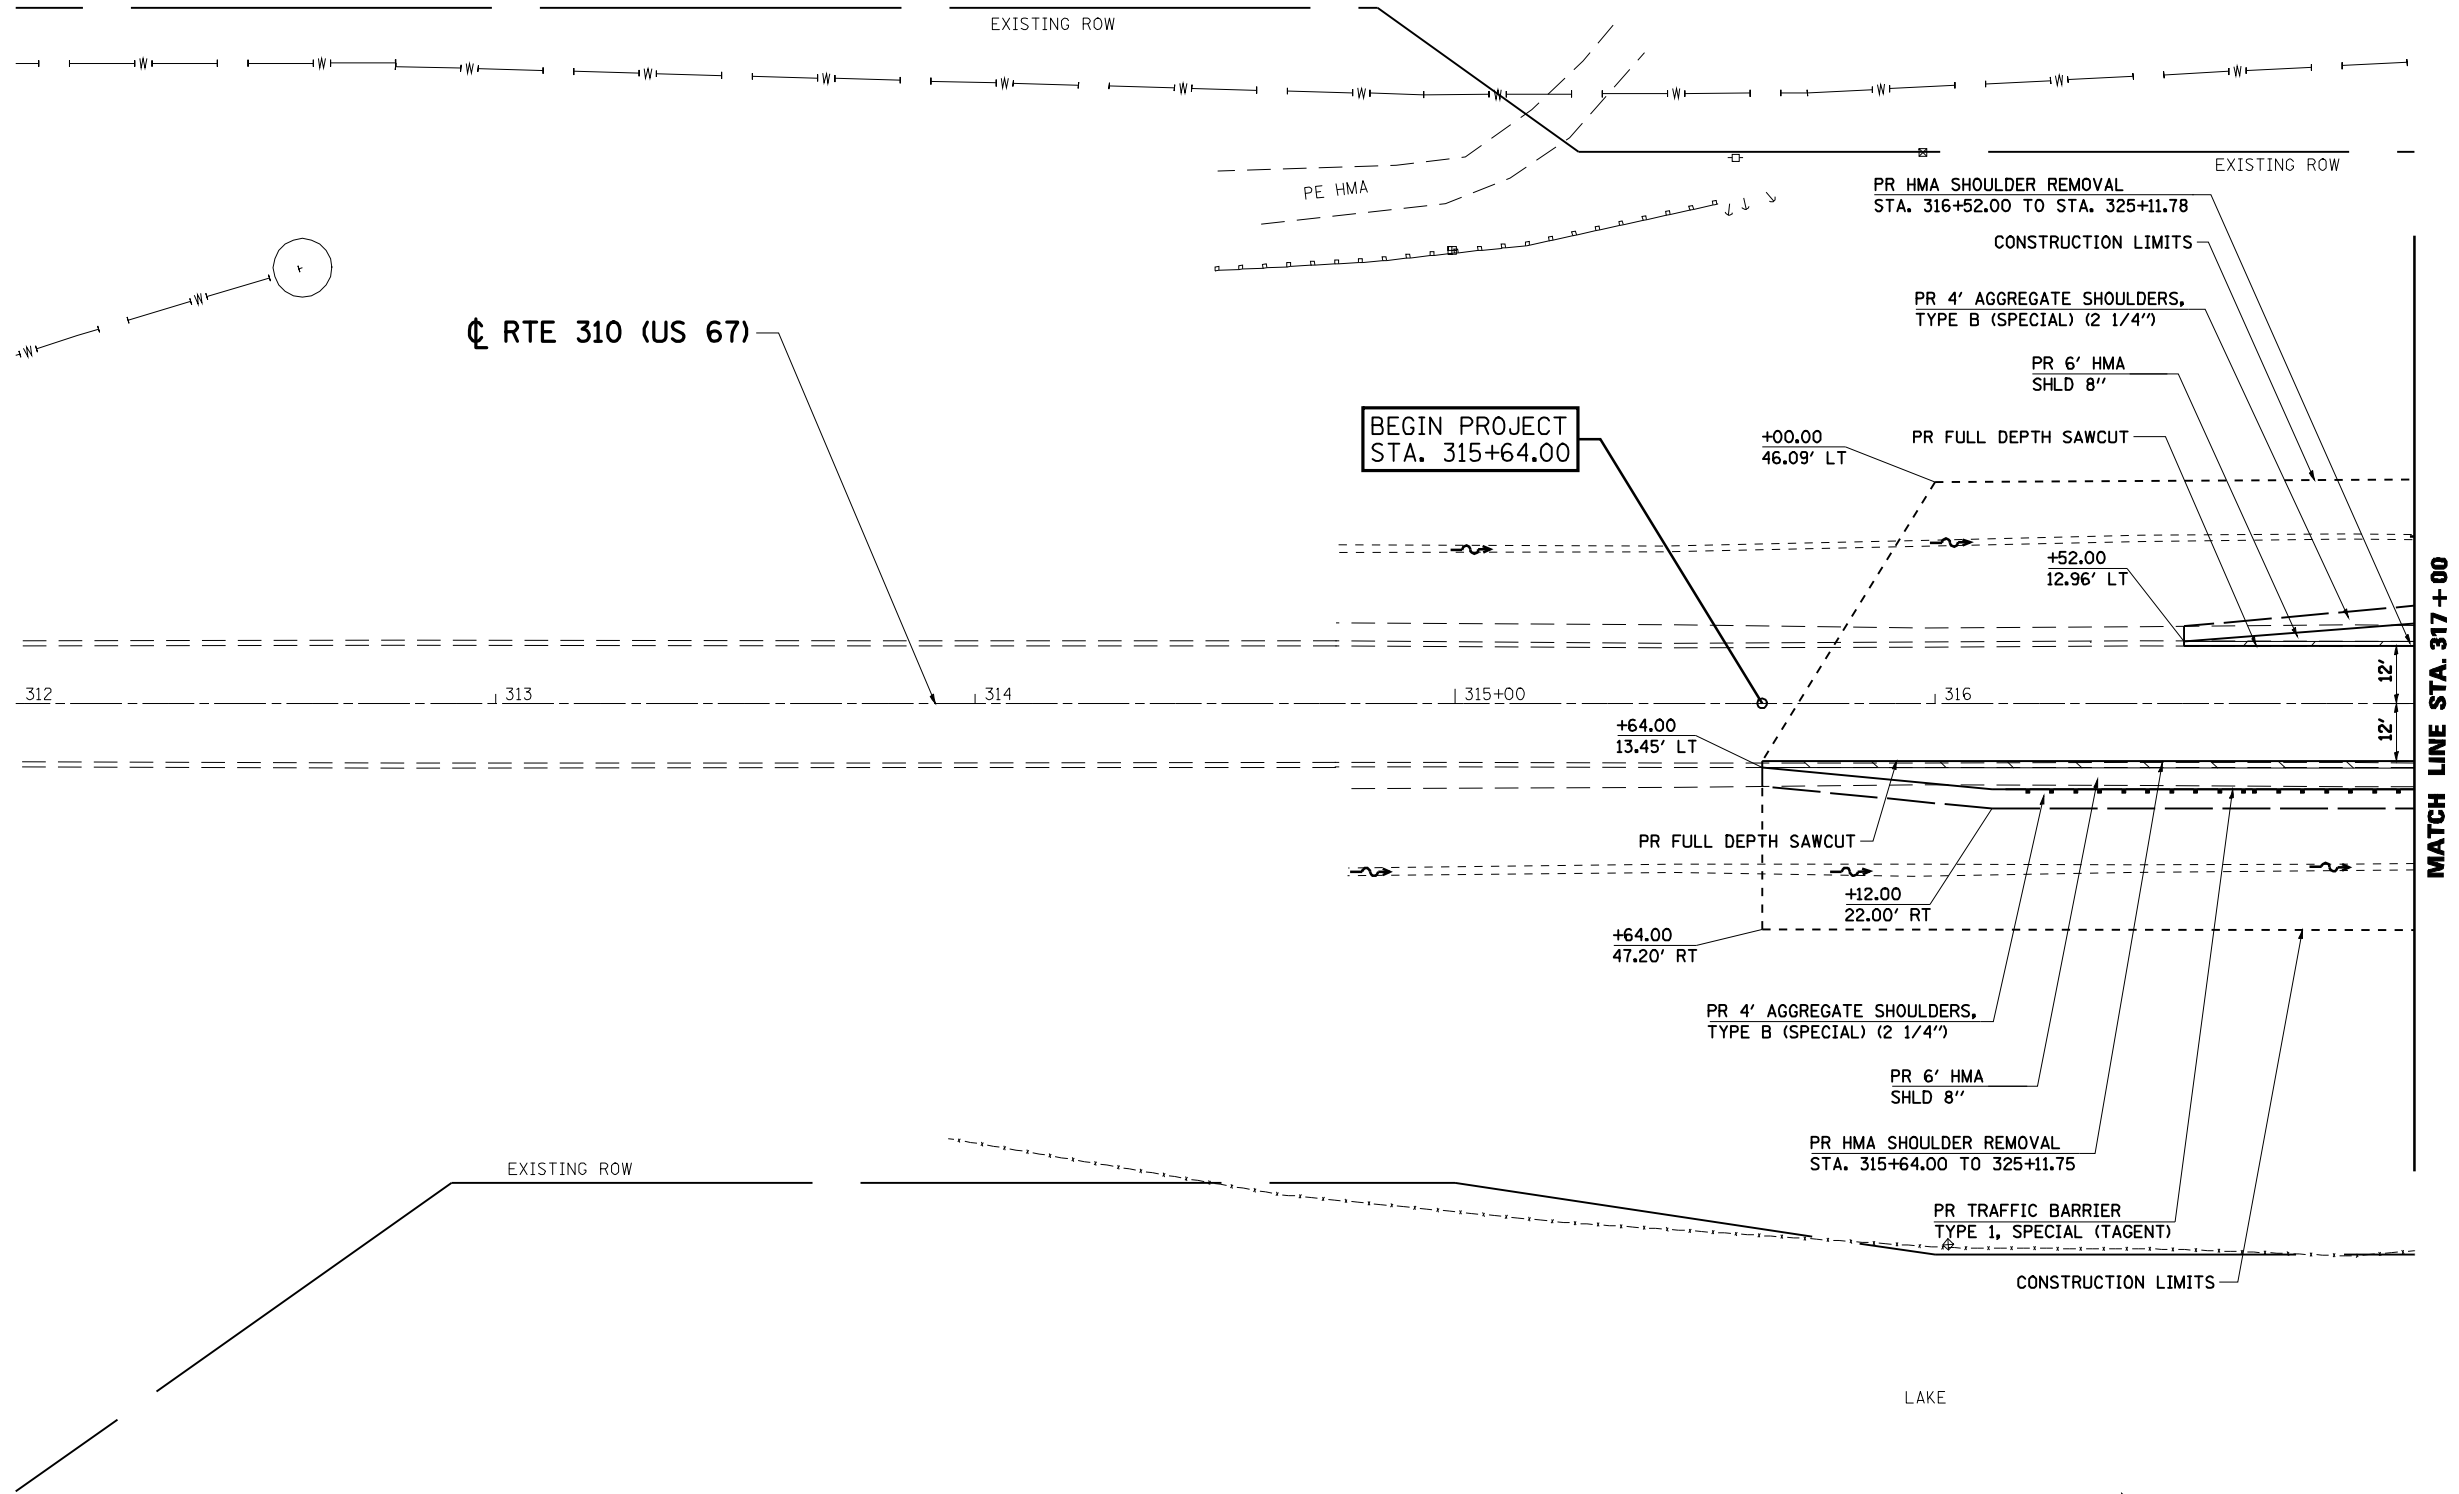 EXISTING ROW
W W W W W W W W W W W W W
EXISTING ROW
PE HMA
PR HMA SHOULDER REMOVAL
STA. 316+52.00 TO STA. 325+11.78
CONSTRUCTION LIMITS
W
PR 4' AGGREGATE SHOULDERS,
TYPE B (SPECIAL) (2 1/4")
℄ RTE 310 (US 67)
W
PR 6' HMA
SHLD 8"
BEGIN PROJECT
STA. 315+64.00
+00.00
46.09' LT
PR FULL DEPTH SAWCUT
+52.00
12.96' LT
12'
312 313 314 315+00 316
12'
MATCH LINE STA. 317+00
+64.00
13.45' LT
PR FULL DEPTH SAWCUT
+12.00
22.00' RT
+64.00
47.20' RT
PR 4' AGGREGATE SHOULDERS,
TYPE B (SPECIAL) (2 1/4")
PR 6' HMA
SHLD 8"
PR HMA SHOULDER REMOVAL
STA. 315+64.00 TO 325+11.75
EXISTING ROW
PR TRAFFIC BARRIER
TYPE 1, SPECIAL (TAGENT)
CONSTRUCTION LIMITS
LAKE